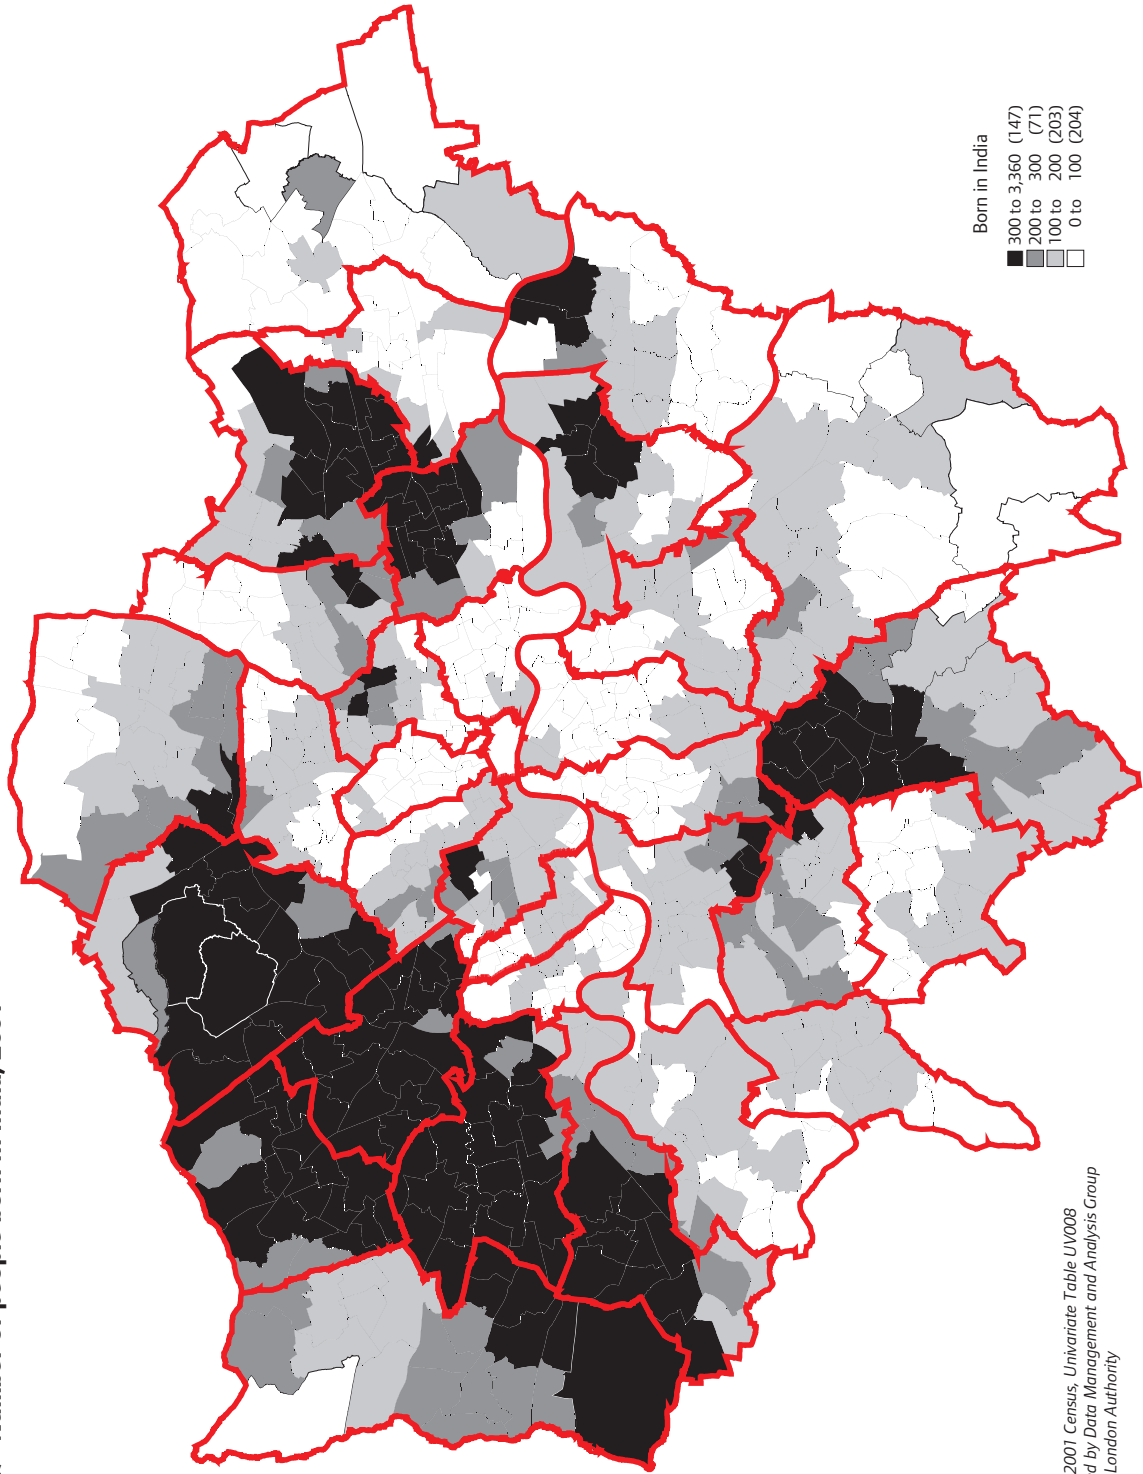 Born in India
300 to 3,360 (147)
200 to 300 (71)
100 to 200 (203)
0 to 100 (204)
2001 Census, Univariate Table UV008
d by Data Management and Analysis Group
London Authority